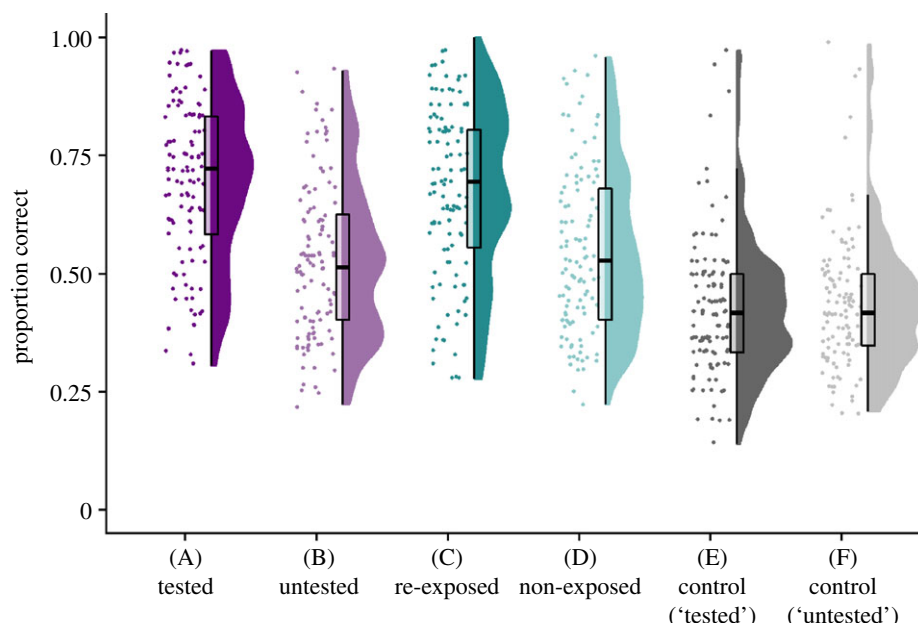 1.00
0.75
0.50
0.25
0
proportion correct
(A) (B) (C) (D) (E) (F)
tested untested re-exposed non-exposed control control
(‘tested’) (‘untested’)